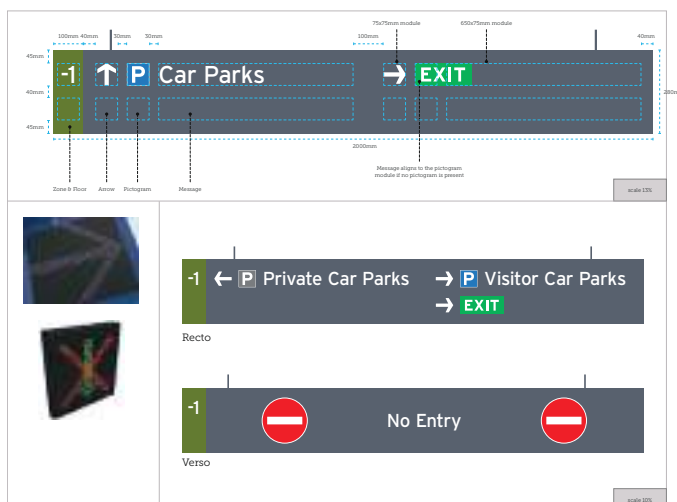 75x75mm module
650x75mm module
100mm
40mm
30mm
30mm
100mm
40mm
45mm
-1
P
Car Parks
EXIT
40mm
280mm
45mm
2000mm
Zone & Floor
Arrow
Pictogram
Message
Message aligns to the pictogram
module if no pictogram is present
scale 15%
-1
P Private Car Parks
P Visitor Car Parks
EXIT
Recto
-1
No Entry
Verso
scale 10%